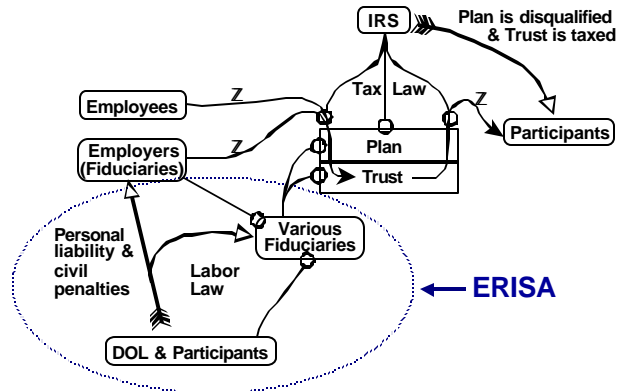 IRS
Plan is disqualified
& Trust is taxed
Tax Law
Employees
Z
Z
Z
Participants
Employers
(Fiduciaries)
Plan
Trust
Various
Fiduciaries
Personal
liability &
civil
penalties
Labor
Law
ERISA
DOL & Participants